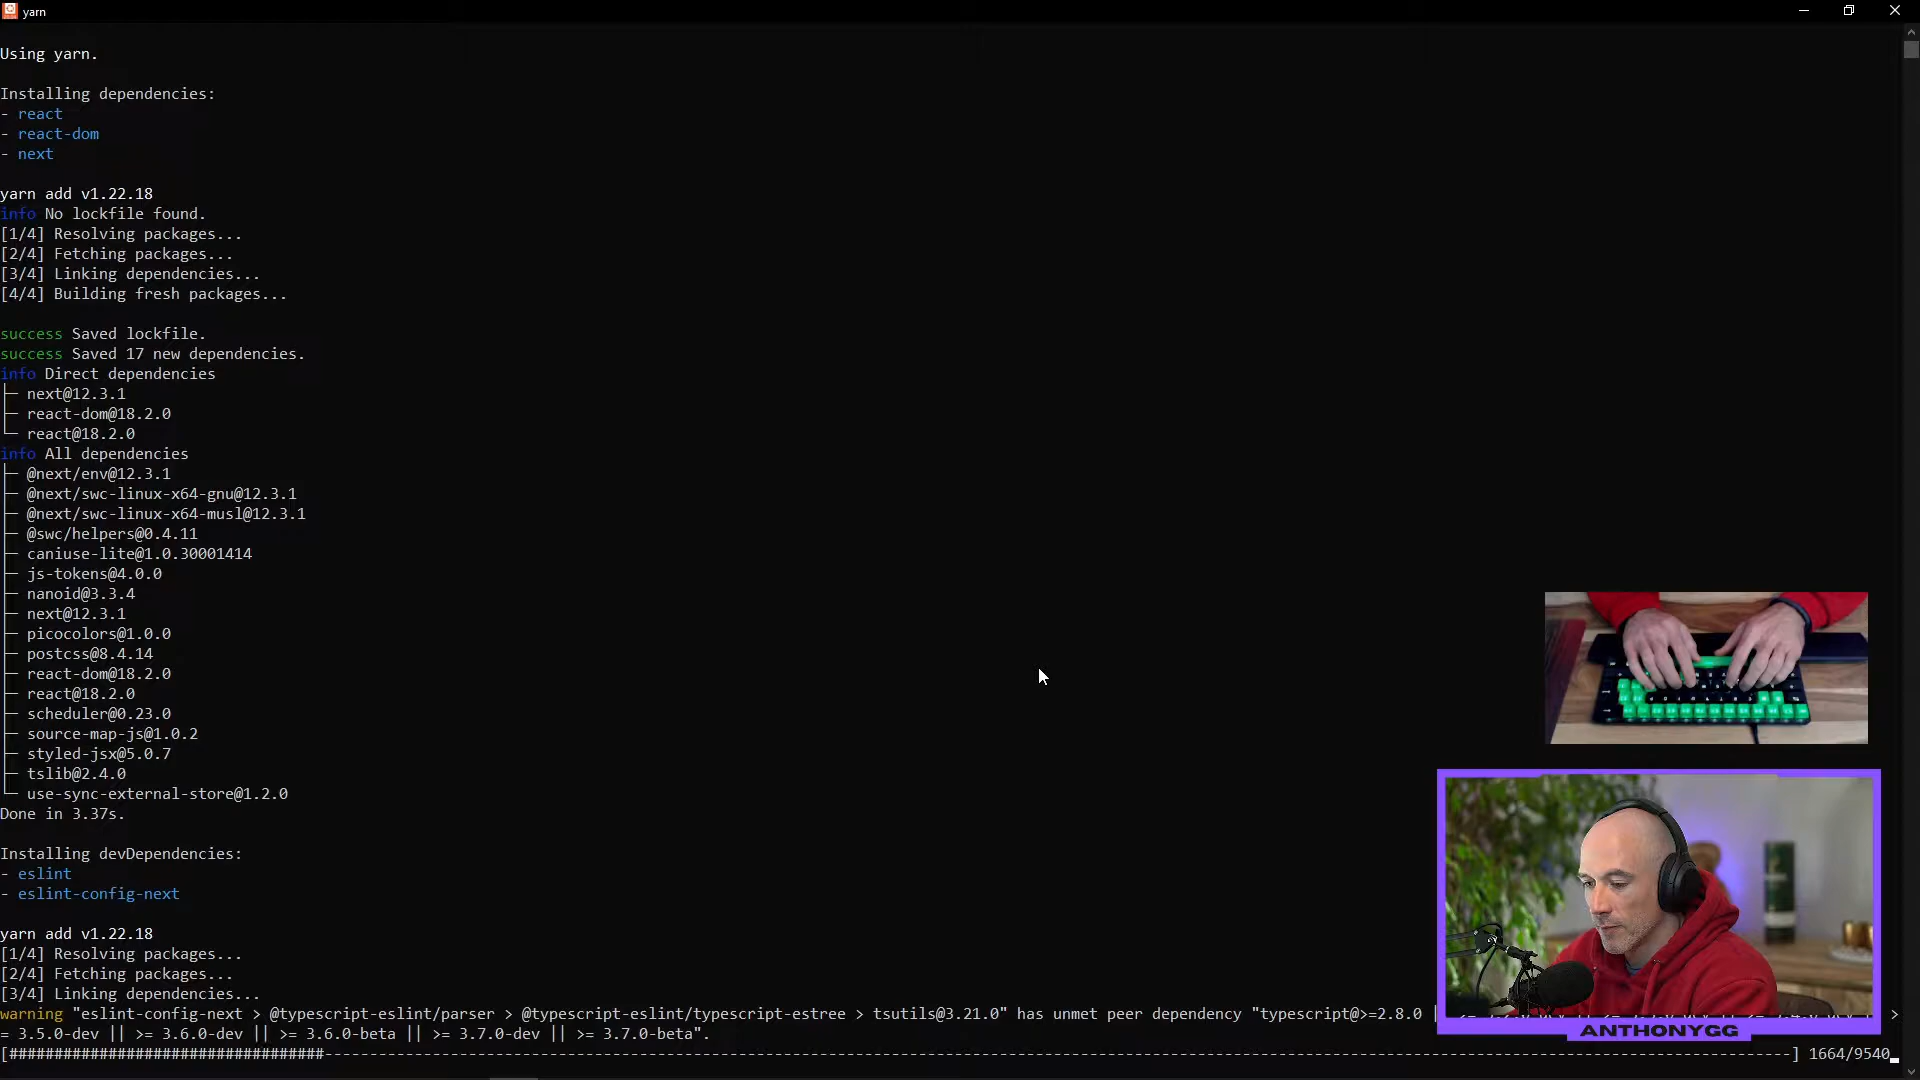 yarn
Using yarn.
Installing dependencies:
- react
- react-dom
- next
yarn add v1.22.18
info No lockfile found.
[1/4] Resolving packages...
[2/4] Fetching packages...
[3/4] Linking dependencies...
[4/4] Building fresh packages...
success Saved lockfile.
success Saved 17 new dependencies.
info Direct dependencies
├─ next@12.3.1
├─ react-dom@18.2.0
└─ react@18.2.0
info All dependencies
├─ @next/env@12.3.1
├─ @next/swc-linux-x64-gnu@12.3.1
├─ @next/swc-linux-x64-musl@12.3.1
├─ @swc/helpers@0.4.11
├─ caniuse-lite@1.0.30001414
├─ js-tokens@4.0.0
├─ nanoid@3.3.4
├─ next@12.3.1
├─ picocolors@1.0.0
├─ postcss@8.4.14
├─ react-dom@18.2.0
├─ react@18.2.0
├─ scheduler@0.23.0
├─ source-map-js@1.0.2
├─ styled-jsx@5.0.7
├─ tslib@2.4.0
└─ use-sync-external-store@1.2.0
Done in 3.37s.
Installing devDependencies:
- eslint
- eslint-config-next
yarn add v1.22.18
[1/4] Resolving packages...
[2/4] Fetching packages...
[3/4] Linking dependencies...
warning "eslint-config-next > @typescript-eslint/parser > @typescript-eslint/typescript-estree > tsutils@3.21.0" has unmet peer dependency "typescript@>=2.8.0 | >
= 3.5.0-dev || >= 3.6.0-dev || >= 3.6.0-beta || >= 3.7.0-dev || >= 3.7.0-beta".
1664/9540
ANTHONYGG